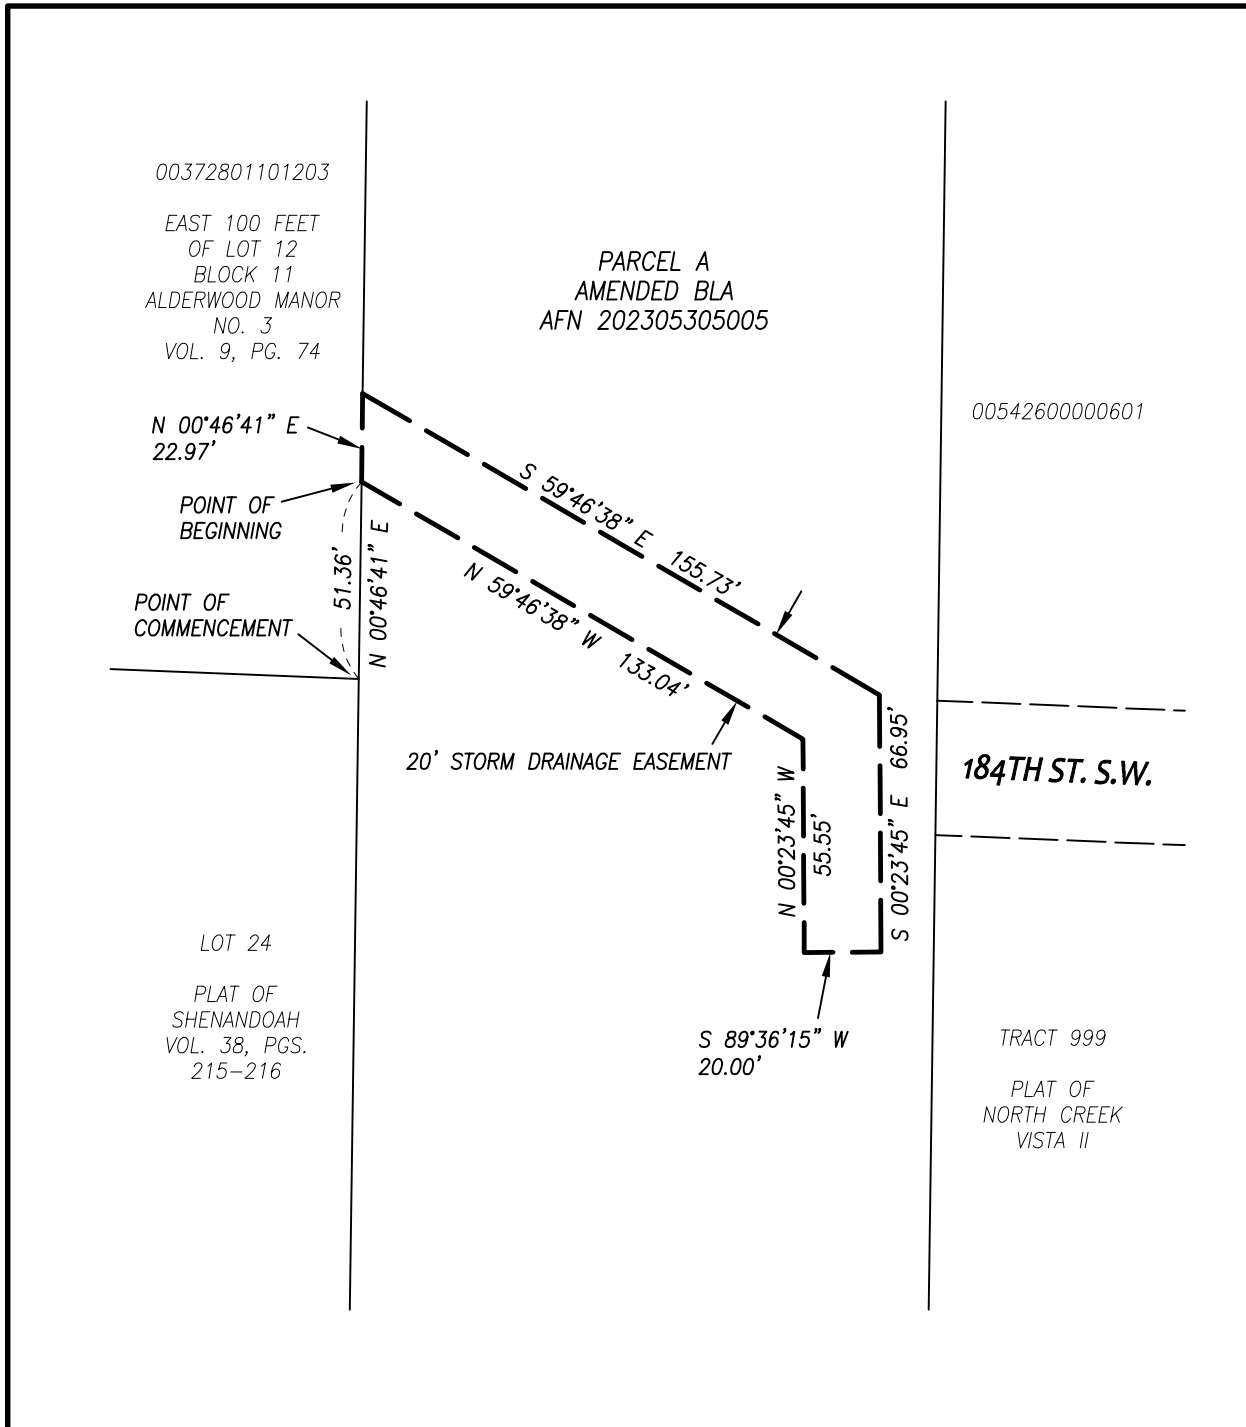 00372801101203
EAST 100 FEET
OF LOT 12
BLOCK 11
ALDERWOOD MANOR
NO. 3
VOL. 9, PG. 74
PARCEL A
AMENDED BLA
AFN 202305305005
00542600000601
N 00°46'41" E
22.97'
POINT OF
BEGINNING
51.36'
N 00°46'41" E
POINT OF
COMMENCEMENT
S 59°46'38" E 155.73'
N 59°46'38" W 133.04'
20' STORM DRAINAGE EASEMENT
N 00°23'45" W
55.55'
S 00°23'45" E 66.95'
184TH ST. S.W.
LOT 24
PLAT OF
SHENANDOAH
VOL. 38, PGS.
215-216
S 89°36'15" W
20.00'
TRACT 999
PLAT OF
NORTH CREEK
VISTA II